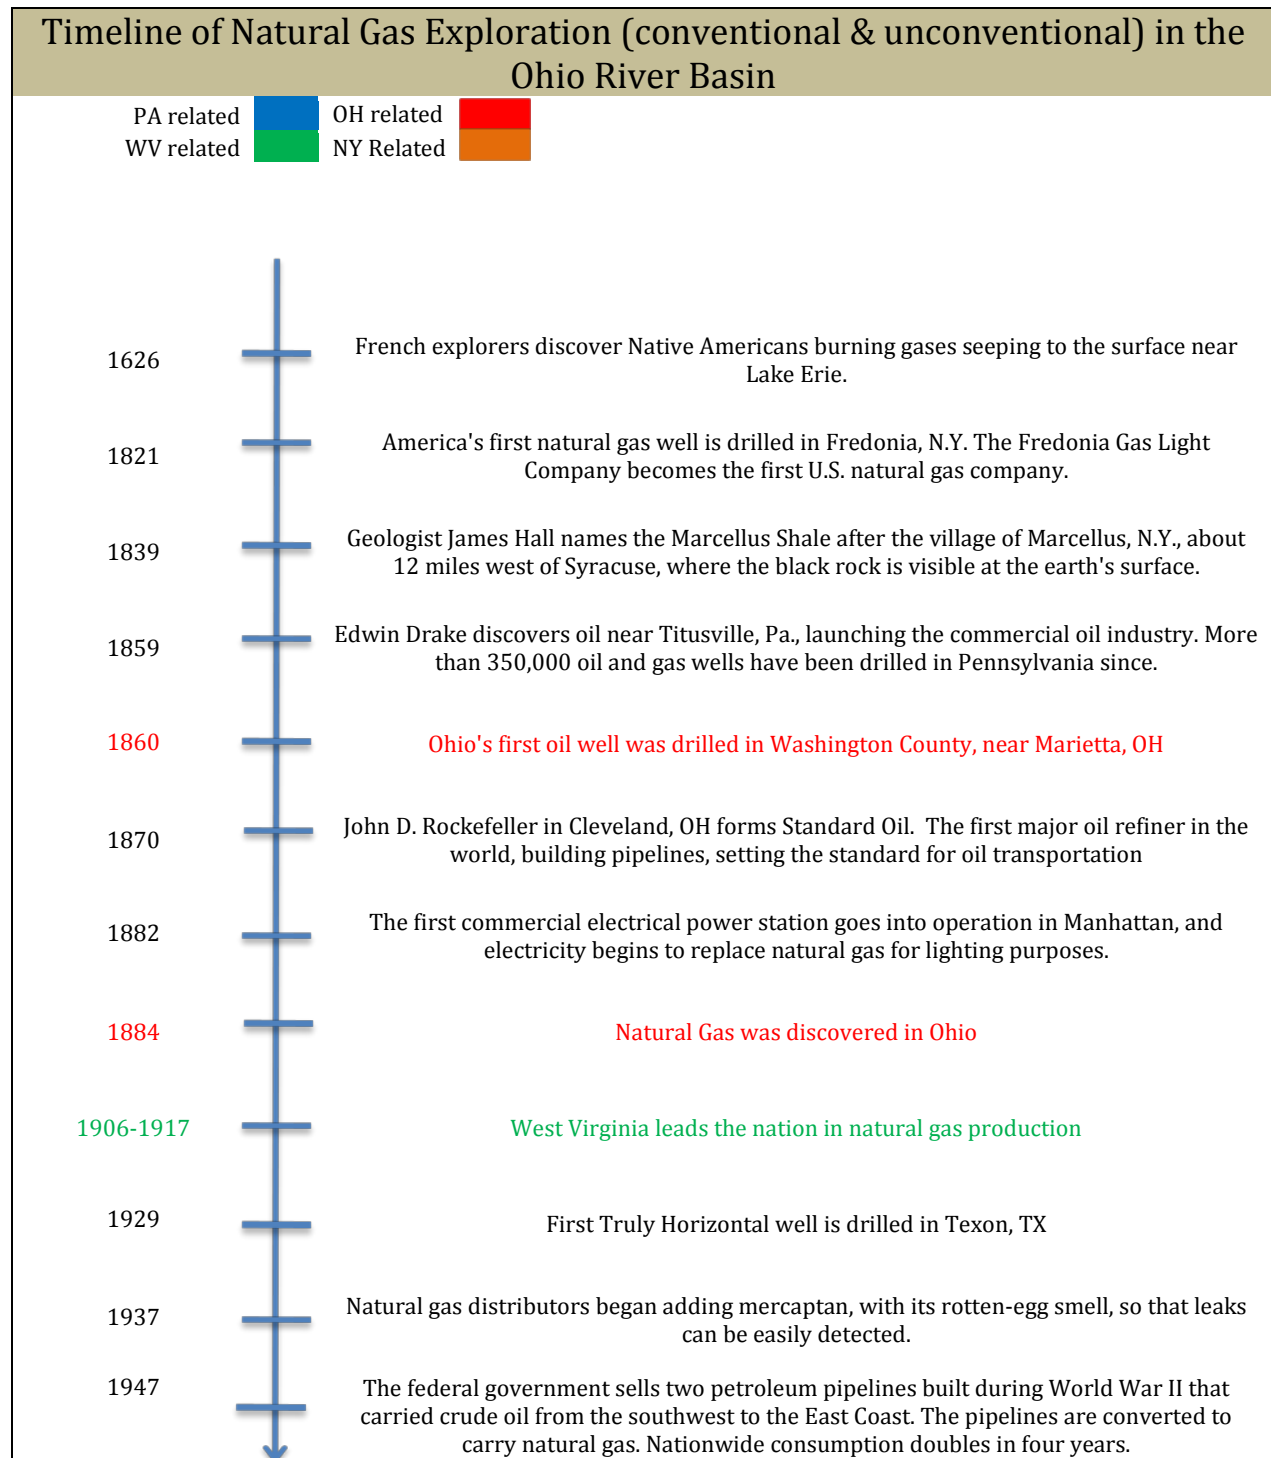 Timeline of Natural Gas Exploration (conventional & unconventional) in the
Ohio River Basin
PA related
OH related
WV related
NY Related
1626
French explorers discover Native Americans burning gases seeping to the surface near
Lake Erie.
1821
America's first natural gas well is drilled in Fredonia, N.Y. The Fredonia Gas Light
Company becomes the first U.S. natural gas company.
1839
Geologist James Hall names the Marcellus Shale after the village of Marcellus, N.Y., about
12 miles west of Syracuse, where the black rock is visible at the earth's surface.
1859
Edwin Drake discovers oil near Titusville, Pa., launching the commercial oil industry. More
than 350,000 oil and gas wells have been drilled in Pennsylvania since.
1860
Ohio's first oil well was drilled in Washington County, near Marietta, OH
1870
John D. Rockefeller in Cleveland, OH forms Standard Oil.  The first major oil refiner in the
world, building pipelines, setting the standard for oil transportation
1882
The first commercial electrical power station goes into operation in Manhattan, and
electricity begins to replace natural gas for lighting purposes.
1884
Natural Gas was discovered in Ohio
1906-1917
West Virginia leads the nation in natural gas production
1929
First Truly Horizontal well is drilled in Texon, TX
1937
Natural gas distributors began adding mercaptan, with its rotten-egg smell, so that leaks
can be easily detected.
1947
The federal government sells two petroleum pipelines built during World War II that
carried crude oil from the southwest to the East Coast. The pipelines are converted to
carry natural gas. Nationwide consumption doubles in four years.